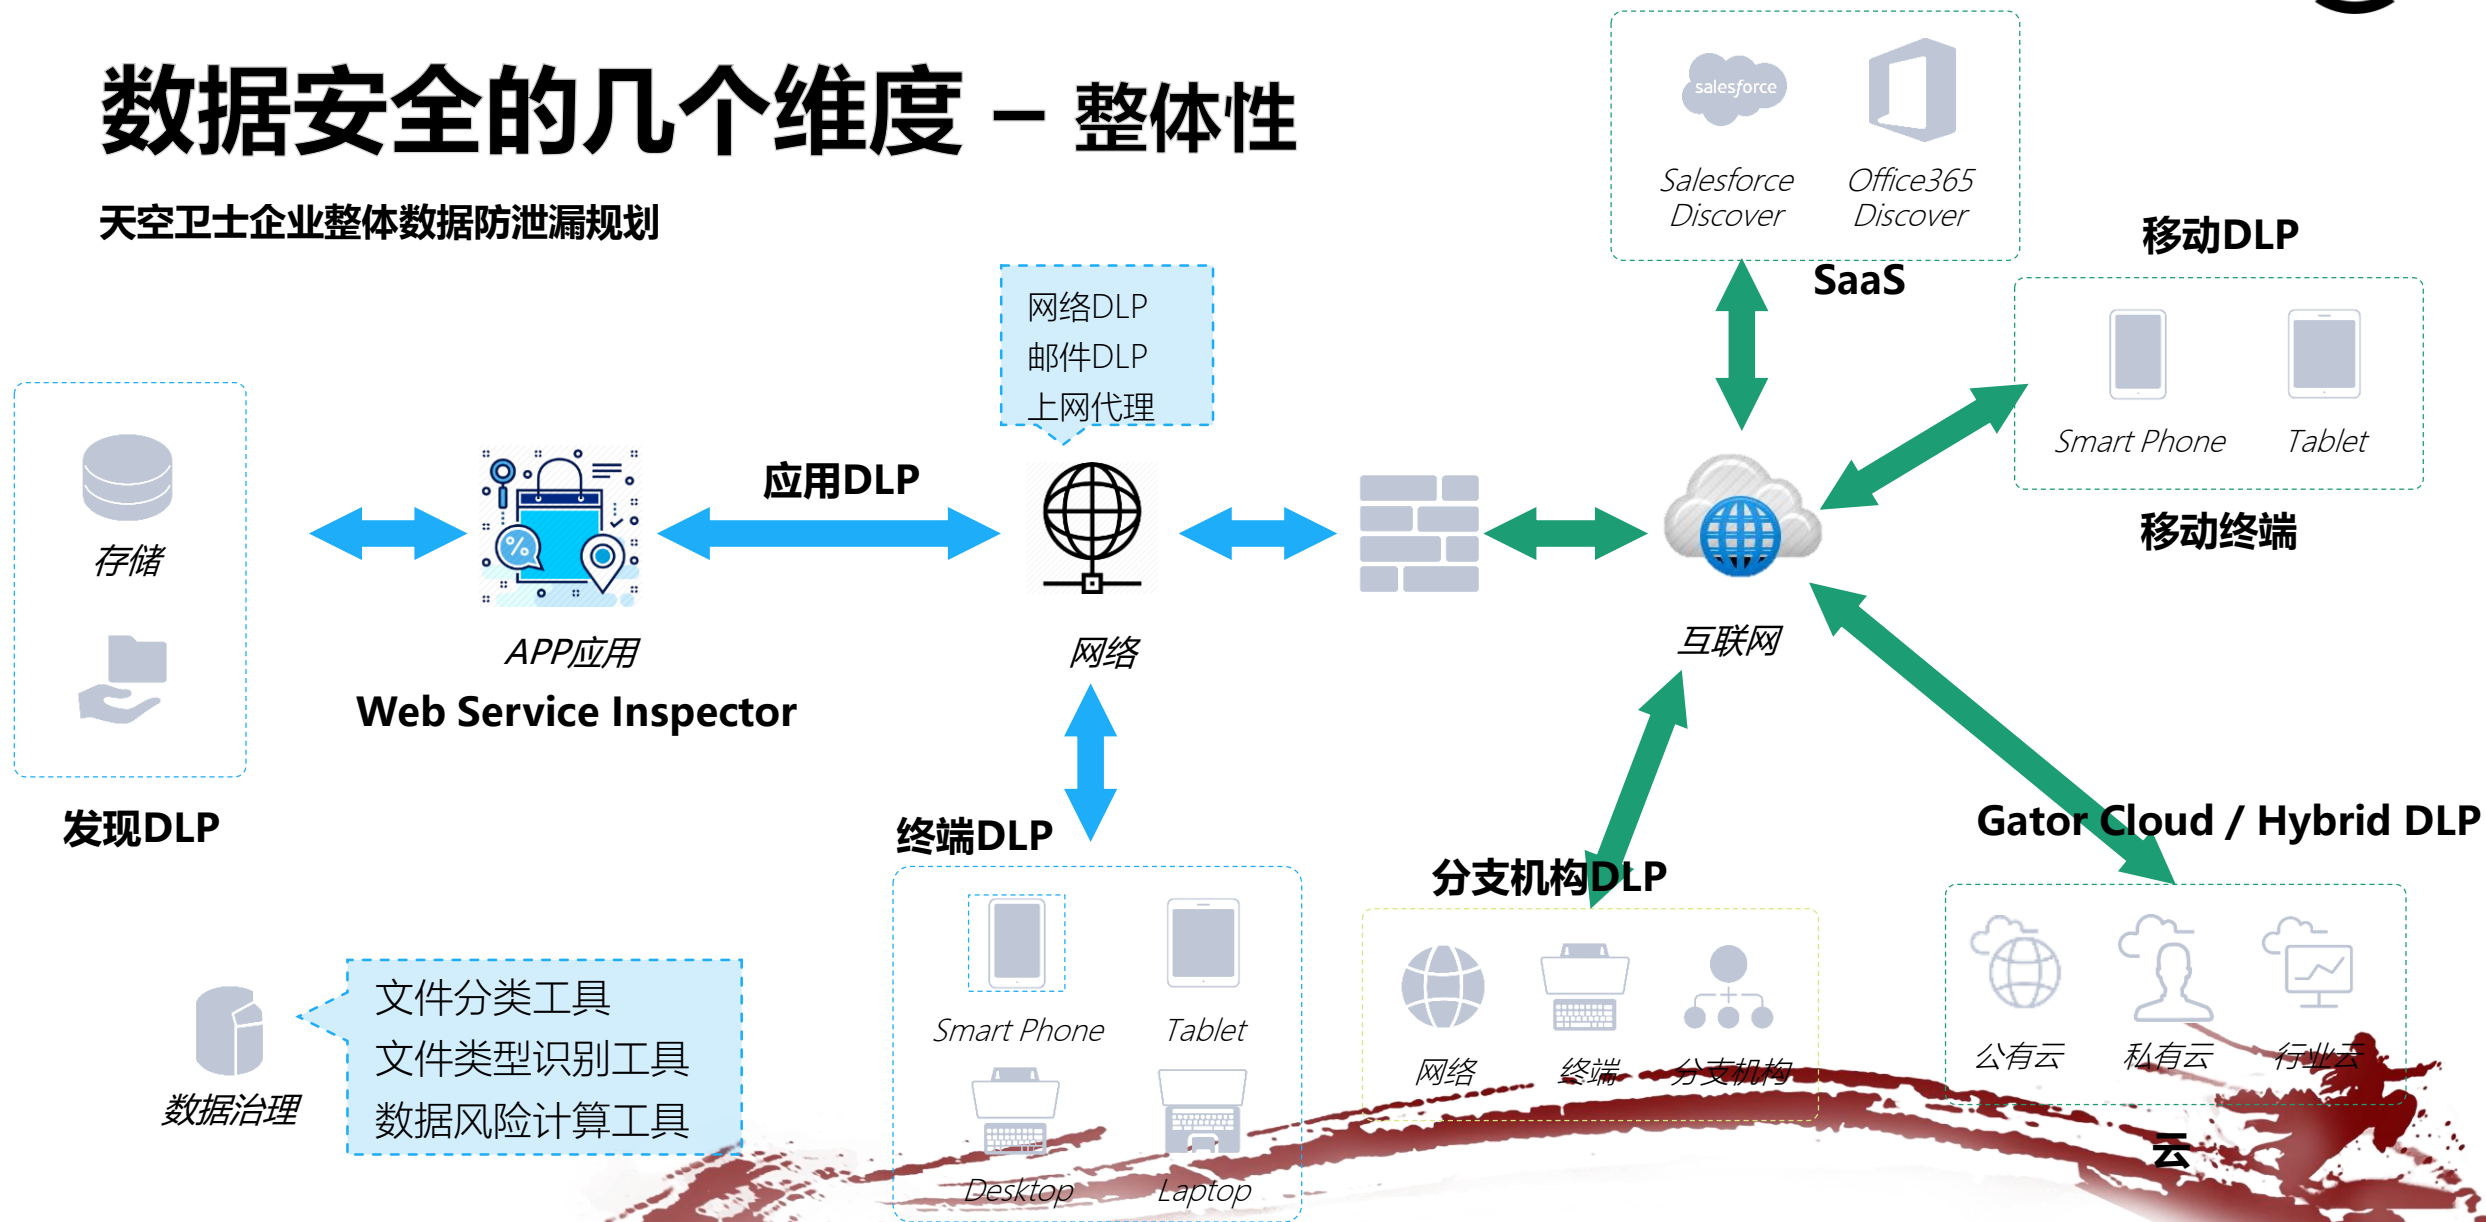 数据安全的几个维度 – 整体性
天空卫士企业整体数据防泄漏规划
salesforce
Salesforce
Discover
Office365
Discover
SaaS
移动DLP
Smart Phone
Tablet
移动终端
网络DLP
邮件DLP
上网代理
存储
发现DLP
%
APP应用
Web Service Inspector
应用DLP
网络
互联网
终端DLP
Smart Phone
Tablet
Desktop
Laptop
分支机构DLP
网络
终端
分支机构
Gator Cloud / Hybrid DLP
公有云
私有云
行业云
云
数据治理
文件分类工具
文件类型识别工具
数据风险计算工具